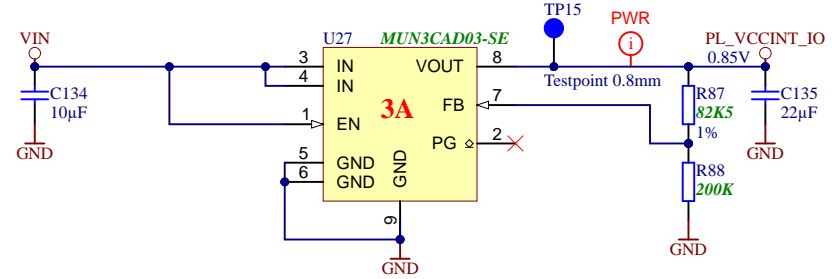 TP15
PWR
VIN
U27
MUN3CAD03-SE
PL_VCCINT_IO
0.85V
3
IN
VOUT
8
4
IN
Testpoint 0.8mm
C134
10µF
R87
82K5
1%
C135
22µF
FB
7
3A
1
EN
PG
2
GND
5
GND
6
GND
GND
GND
R88
200K
9
GND
GND
i